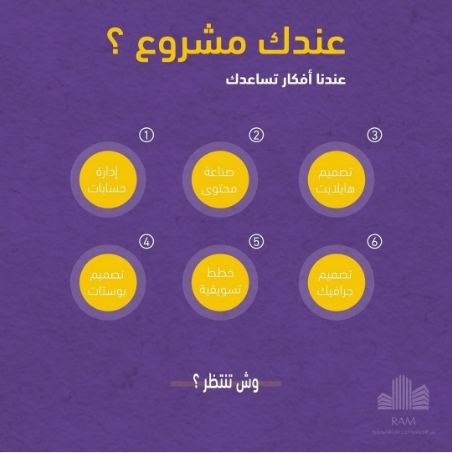 عندك مشروع ؟
عندنا أفكار تساعدك
①
إدارة
حسابات
②
صناعة
محتوى
③
تصميم
هايلايت
④
تصميم
بوستات
⑤
خطط
تسويقية
⑥
تصميم
جرافيك
وش تنتظر ؟
RAM